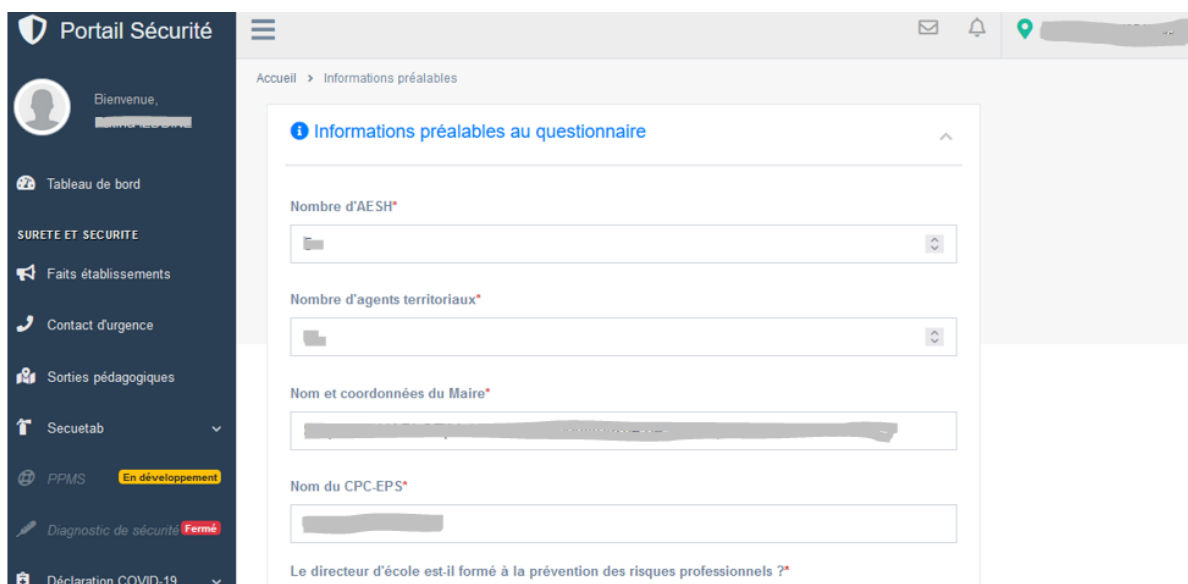 Portail Sécurité
Bienvenue,
Tableau de bord
SURETE ET SECURITE
Faits établissements
Contact d'urgence
Sorties pédagogiques
Secuetab
PPMS En développement
Diagnostic de sécurité Fermé
Déclaration COVID-19
Accueil > Informations préalables
Informations préalables au questionnaire
Nombre d'AESH*
Nombre d'agents territoriaux*
Nom et coordonnées du Maire*
Nom du CPC-EPS*
Le directeur d'école est-il formé à la prévention des risques professionnels ?*